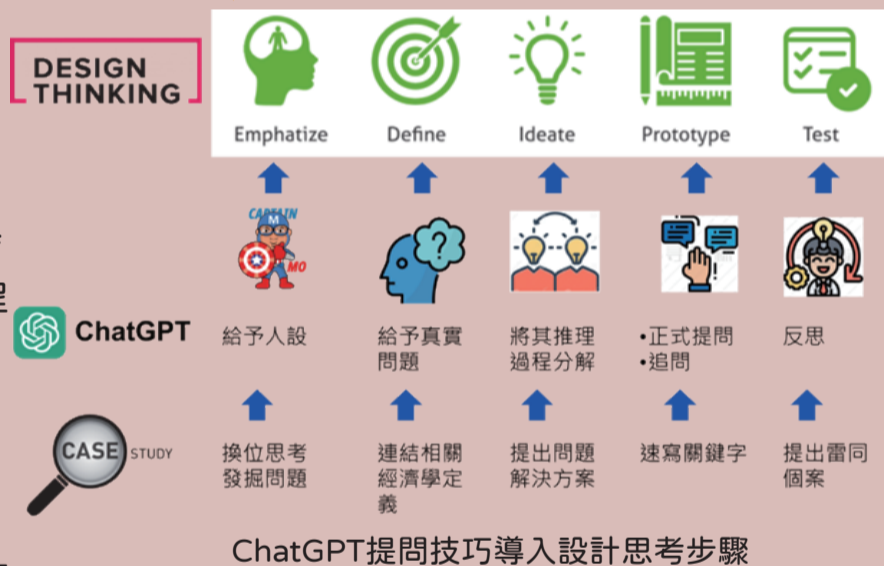 DESIGN
THINKING
Emphatize
Define
Ideate
Prototype
Test
CAPTAIN
M
MO
?
ChatGPT
給予人設
給予真實
問題
將其推理
過程分解
•正式提問
•追問
反思
CASE STUDY
換位思考
發掘問題
連結相關
經濟學定
義
提出問題
解決方案
速寫關鍵字
提出雷同
個案
ChatGPT提問技巧導入設計思考步驟